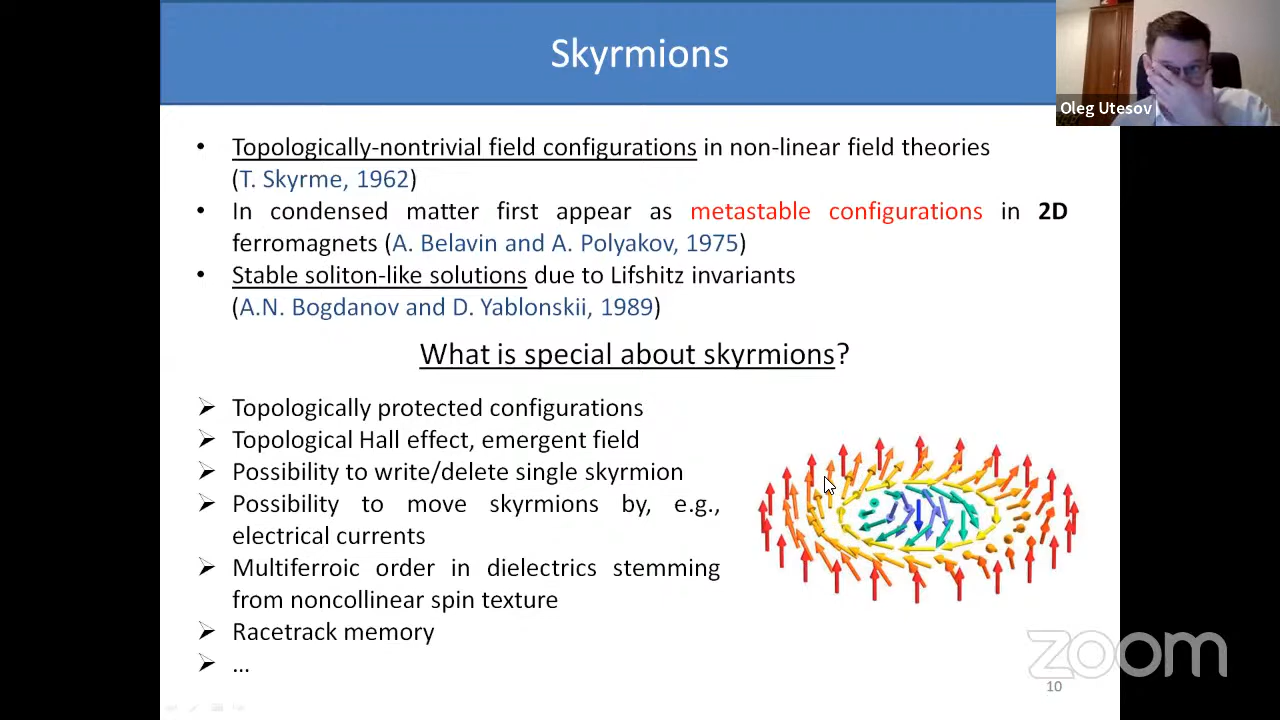 Skyrmions
Oleg Utesov
• Topologically-nontrivial field configurations in non-linear field theories
(T. Skyrme, 1962)
• In condensed matter first appear as metastable configurations in 2D
ferromagnets (A. Belavin and A. Polyakov, 1975)
• Stable soliton-like solutions due to Lifshitz invariants
(A.N. Bogdanov and D. Yablonskii, 1989)
What is special about skyrmions?
➢ Topologically protected configurations
➢ Topological Hall effect, emergent field
➢ Possibility to write/delete single skyrmion
➢ Possibility to move skyrmions by, e.g.,
electrical currents
➢ Multiferroic order in dielectrics stemming
from noncollinear spin texture
➢ Racetrack memory
➢ ...
zoom
10